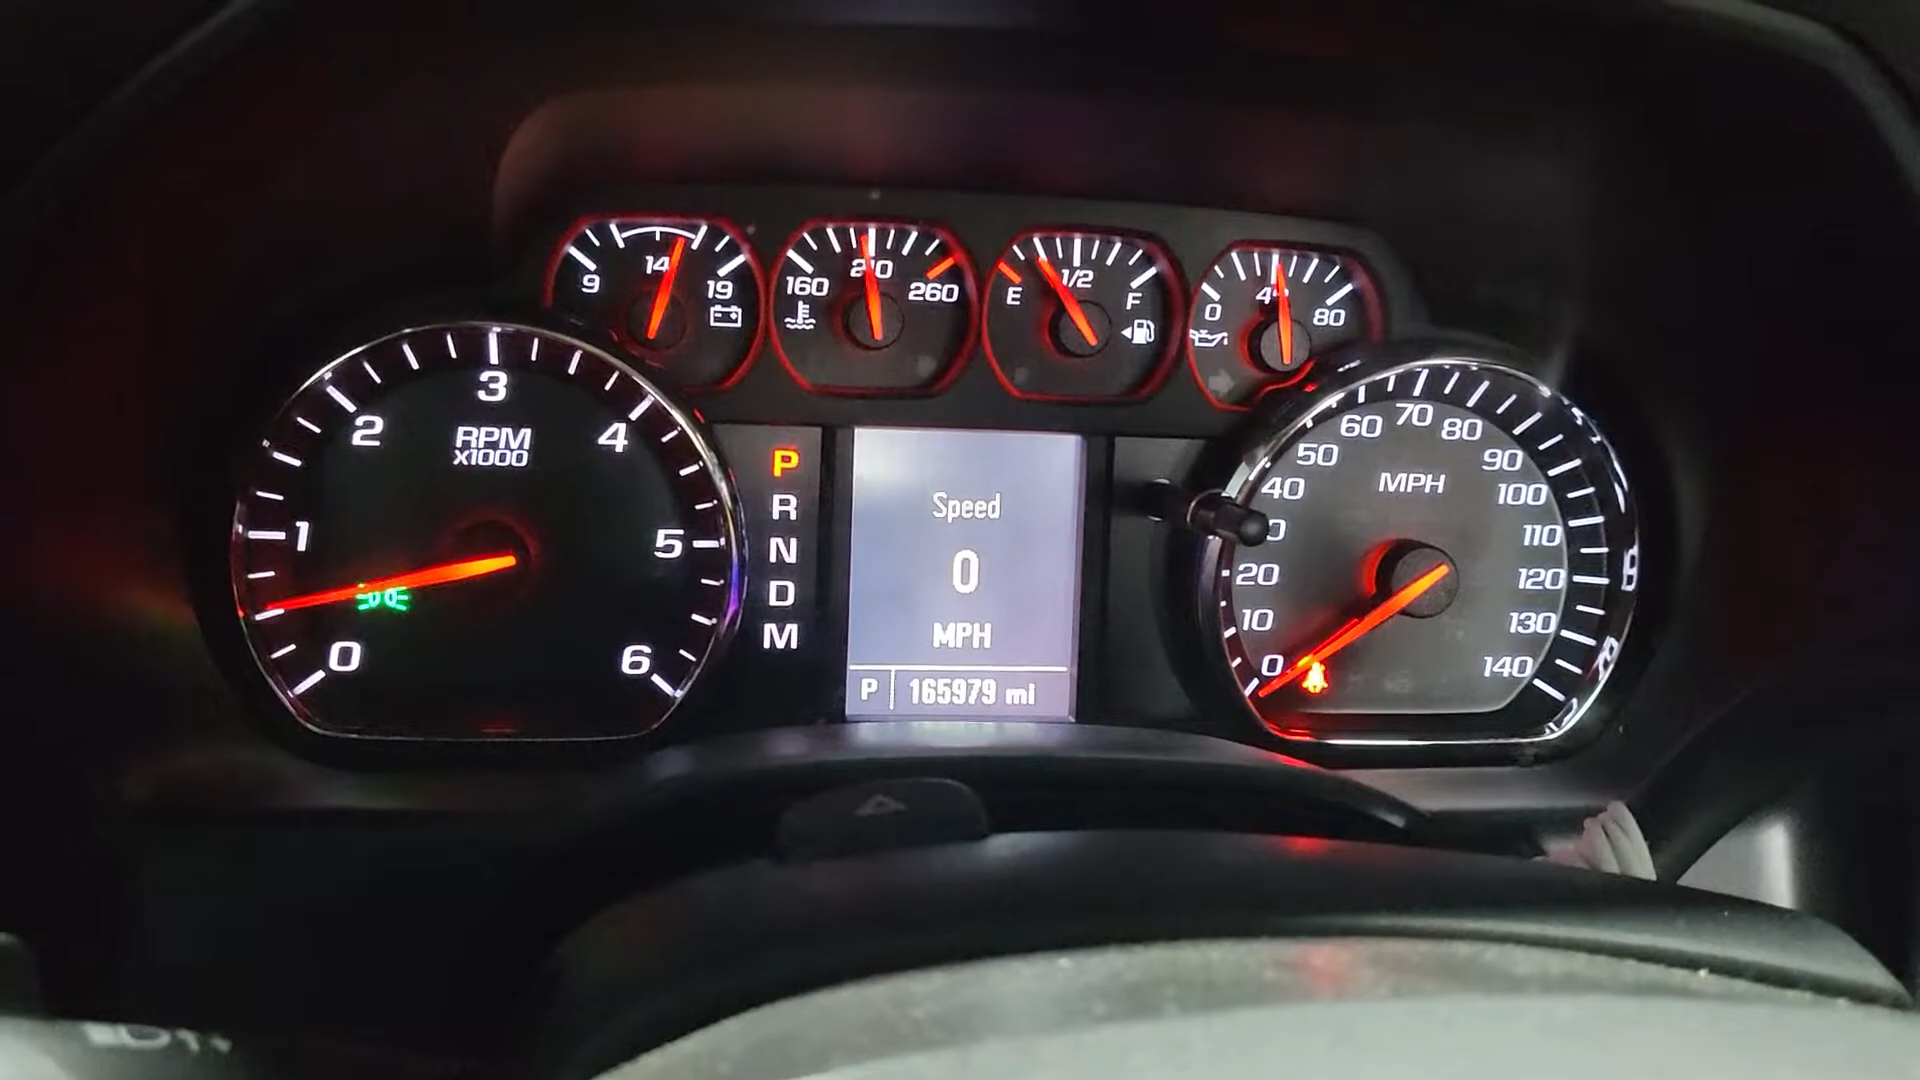 9 14 19
160 210 260
E 1/2 F
0 40 80
0 1 2 3 4 5 6
RPM
x1000
P
R
N
D
M
Speed
0
MPH
P 165979 mi
0 10 20 40 50 60 70 80 90 100 110 120 130 140
MPH